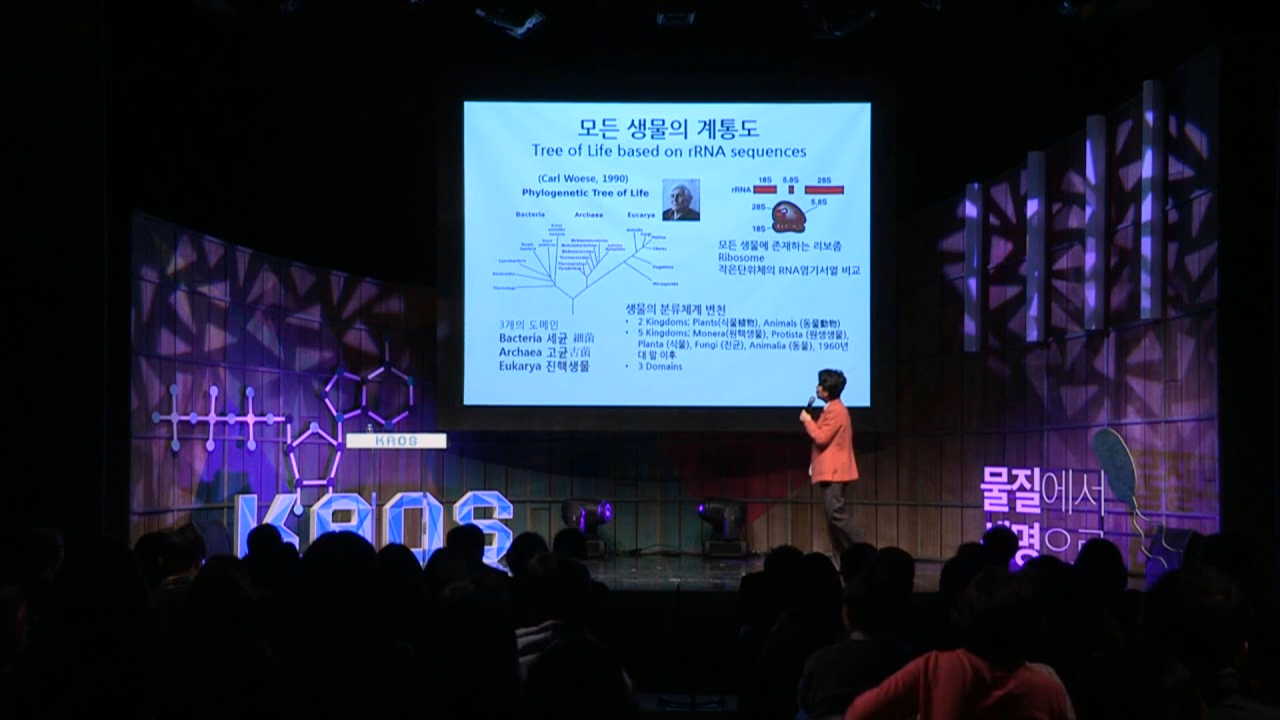 모든 생물의 계통도
Tree of Life based on rRNA sequences
(Carl Woese, 1990)
Phylogenetic Tree of Life
Bacteria Archaea Eucarya
18S 5.8S 28S
rRNA
28S 5.8S
18S
모든 생물에 존재하는 리보좀
Ribosome
작은단위체의 RNA염기서열 비교
3개의 도메인
Bacteria 세균 細菌
Archaea 고균古菌
Eukarya 진핵생물
생물의 분류체계 변천
• 2 Kingdoms; Plants(식물植物), Animals (동물動物)
• 5 Kingdoms; Monera(원핵생물), Protista (원생생물),
Planta (식물), Fungi (진균), Animalia (동물), 1960년
대 말 이후
• 3 Domains
KAOS
KAOS
물질에서